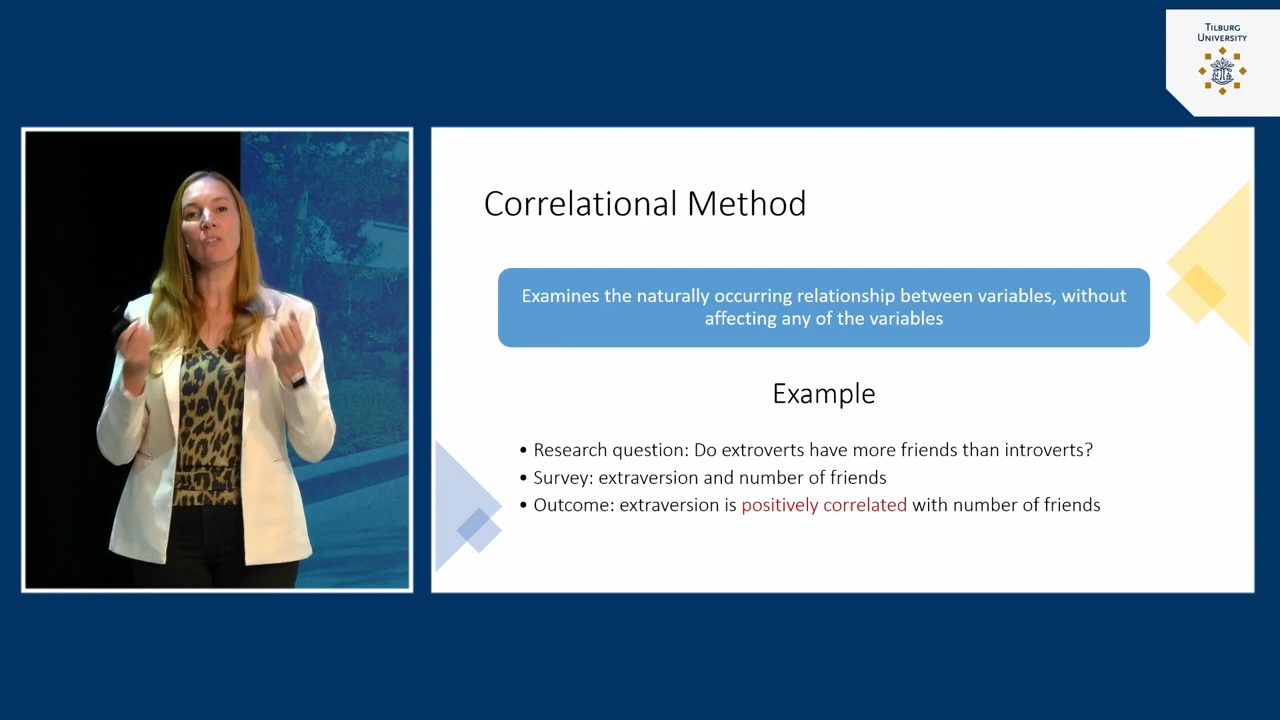 TILBURG
UNIVERSITY
Correlational Method
Examines the naturally occurring relationship between variables, without
affecting any of the variables
Example
• Research question: Do extroverts have more friends than introverts?
• Survey: extraversion and number of friends
• Outcome: extraversion is positively correlated with number of friends